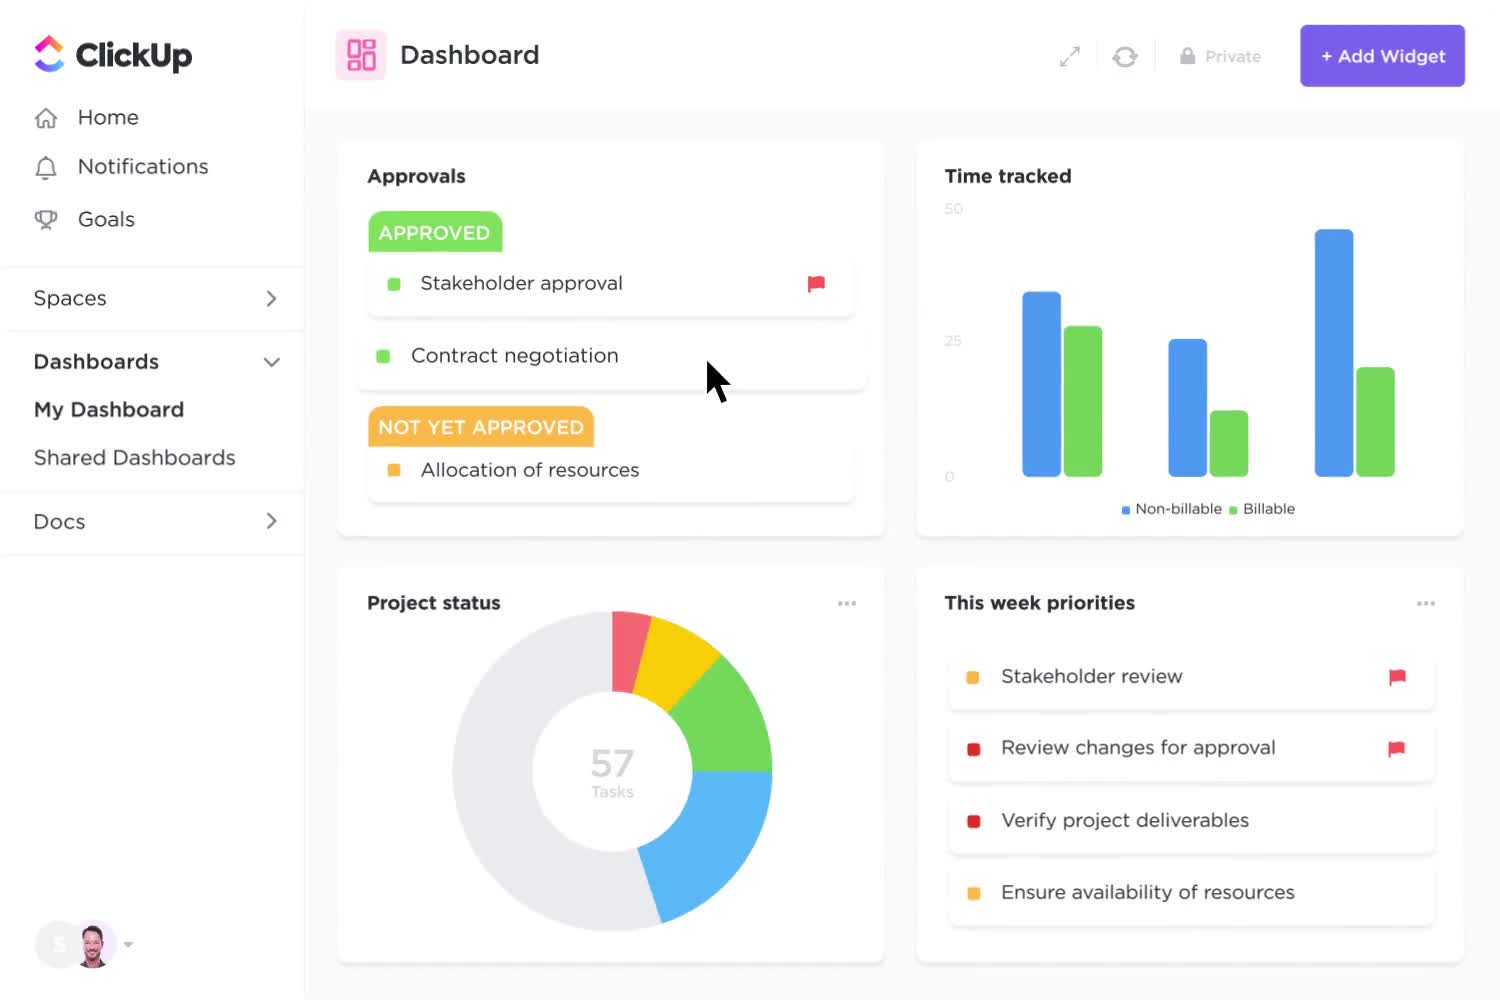 ClickUp
Home
Notifications
Goals
Spaces
Dashboards
My Dashboard
Shared Dashboards
Docs
S
Dashboard
Private
+ Add Widget
Approvals
APPROVED
Stakeholder approval
Contract negotiation
NOT YET APPROVED
Allocation of resources
Time tracked
50
25
0
Non-billable Billable
Project status
57
Tasks
This week priorities
Stakeholder review
Review changes for approval
Verify project deliverables
Ensure availability of resources